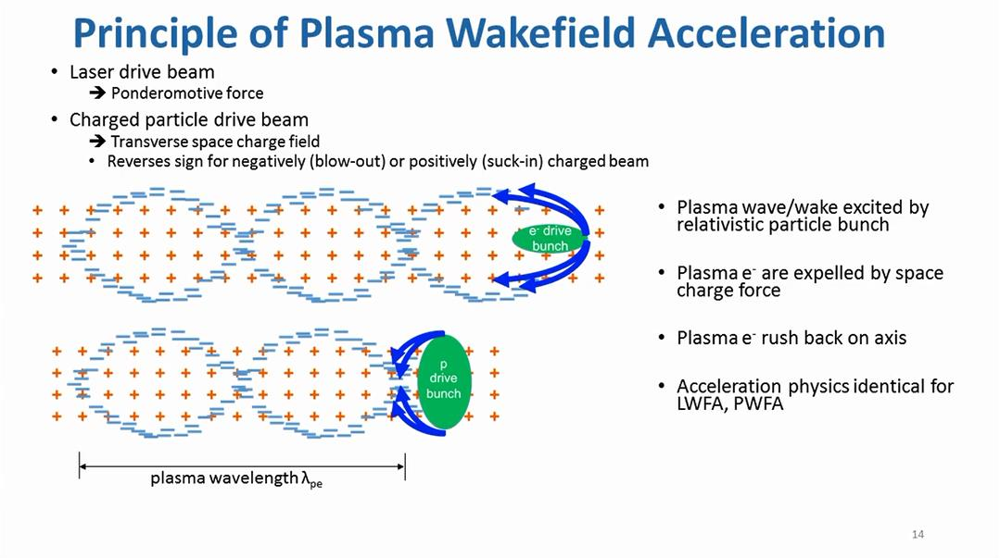 Principle of Plasma Wakefield Acceleration
• Laser drive beam
➔ Ponderomotive force
• Charged particle drive beam
➔ Transverse space charge field
• Reverses sign for negatively (blow-out) or positively (suck-in) charged beam
e⁻ drive
bunch
p
drive
bunch
plasma wavelength λpe
• Plasma wave/wake excited by
relativistic particle bunch
• Plasma e⁻ are expelled by space
charge force
• Plasma e⁻ rush back on axis
• Acceleration physics identical for
LWFA, PWFA
14